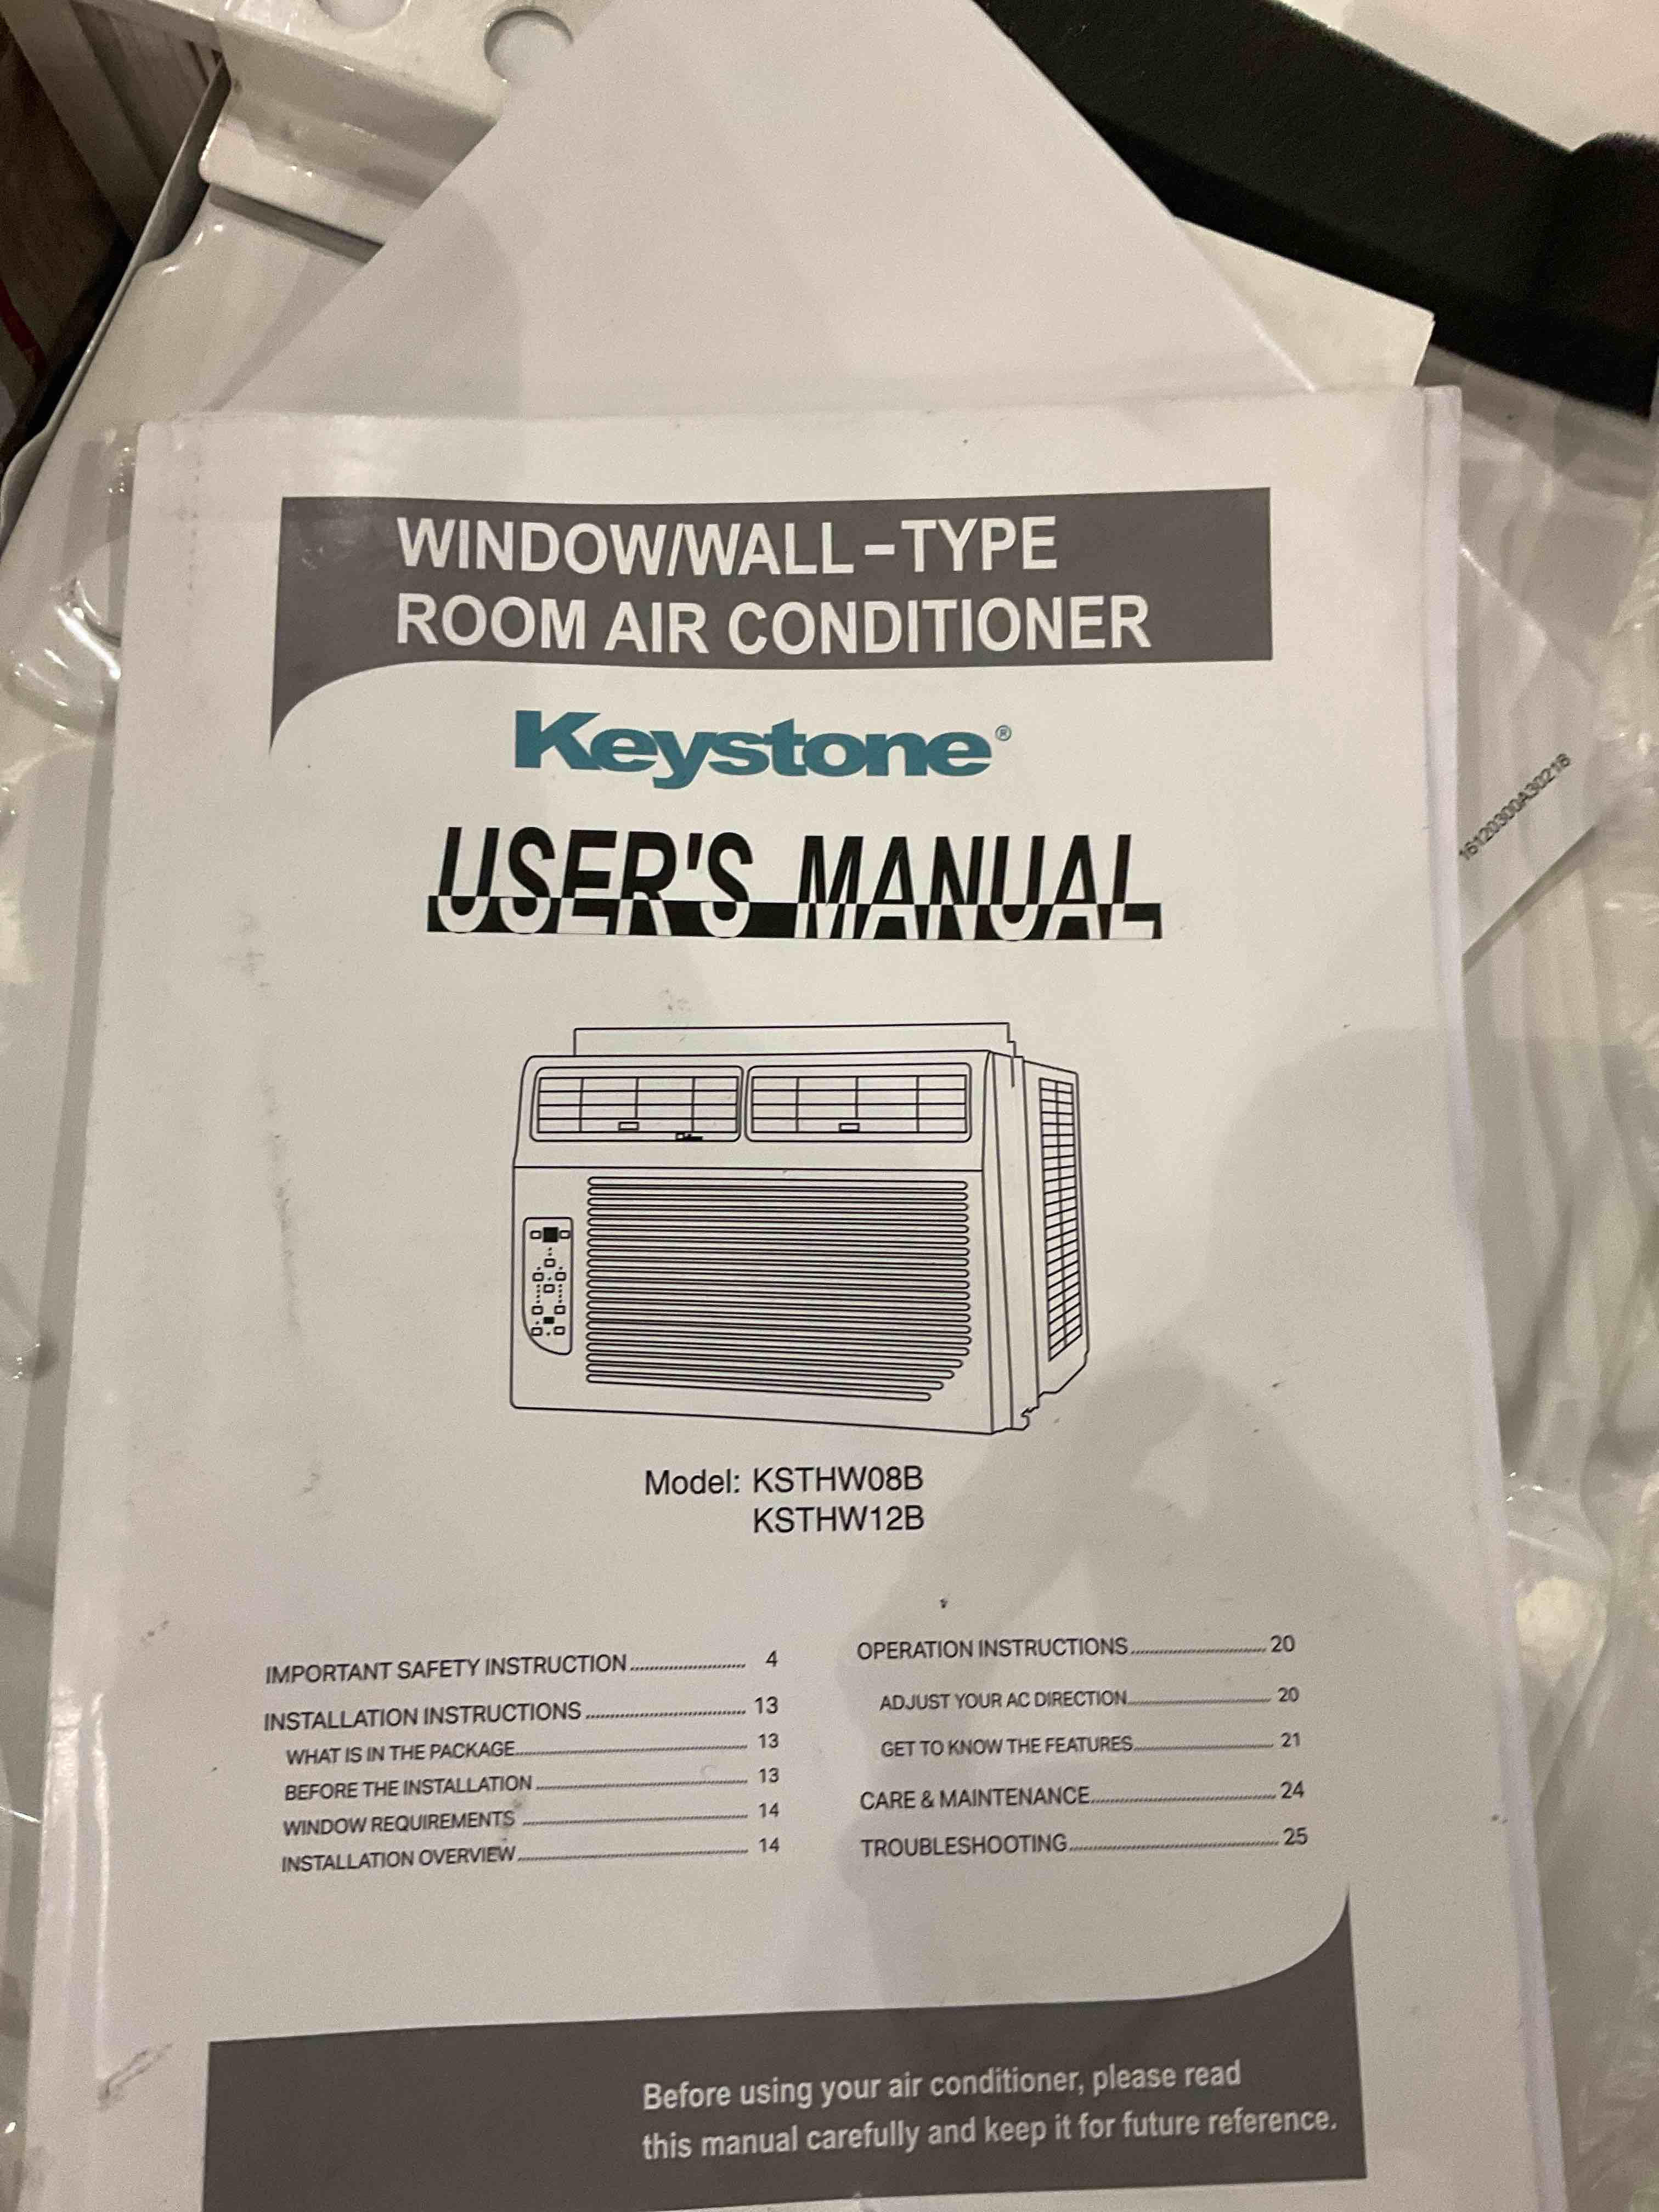 WINDOW/WALL-TYPE
ROOM AIR CONDITIONER
Keystone®
USER'S MANUAL
16120300A30218
Model: KSTHW08B
KSTHW12B
IMPORTANT SAFETY INSTRUCTION 4
INSTALLATION INSTRUCTIONS 13
WHAT IS IN THE PACKAGE 13
BEFORE THE INSTALLATION 13
WINDOW REQUIREMENTS 14
INSTALLATION OVERVIEW 14
OPERATION INSTRUCTIONS 20
ADJUST YOUR AC DIRECTION 20
GET TO KNOW THE FEATURES 21
CARE & MAINTENANCE 24
TROUBLESHOOTING 25
Before using your air conditioner, please read
this manual carefully and keep it for future reference.